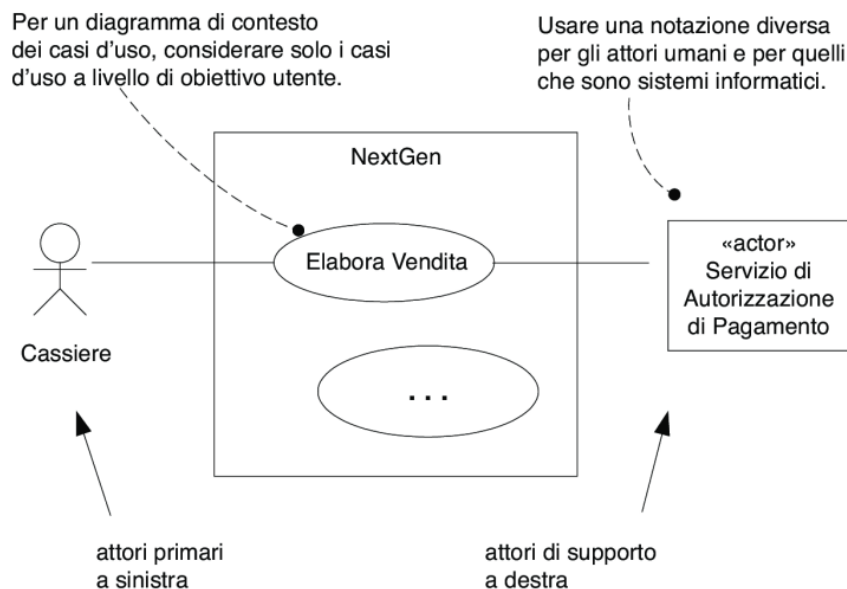 Per un diagramma di contesto
dei casi d'uso, considerare solo i casi
d'uso a livello di obiettivo utente.
Usare una notazione diversa
per gli attori umani e per quelli
che sono sistemi informatici.
NextGen
Elabora Vendita
. . .
Cassiere
«actor»
Servizio di
Autorizzazione
di Pagamento
attori primari
a sinistra
attori di supporto
a destra